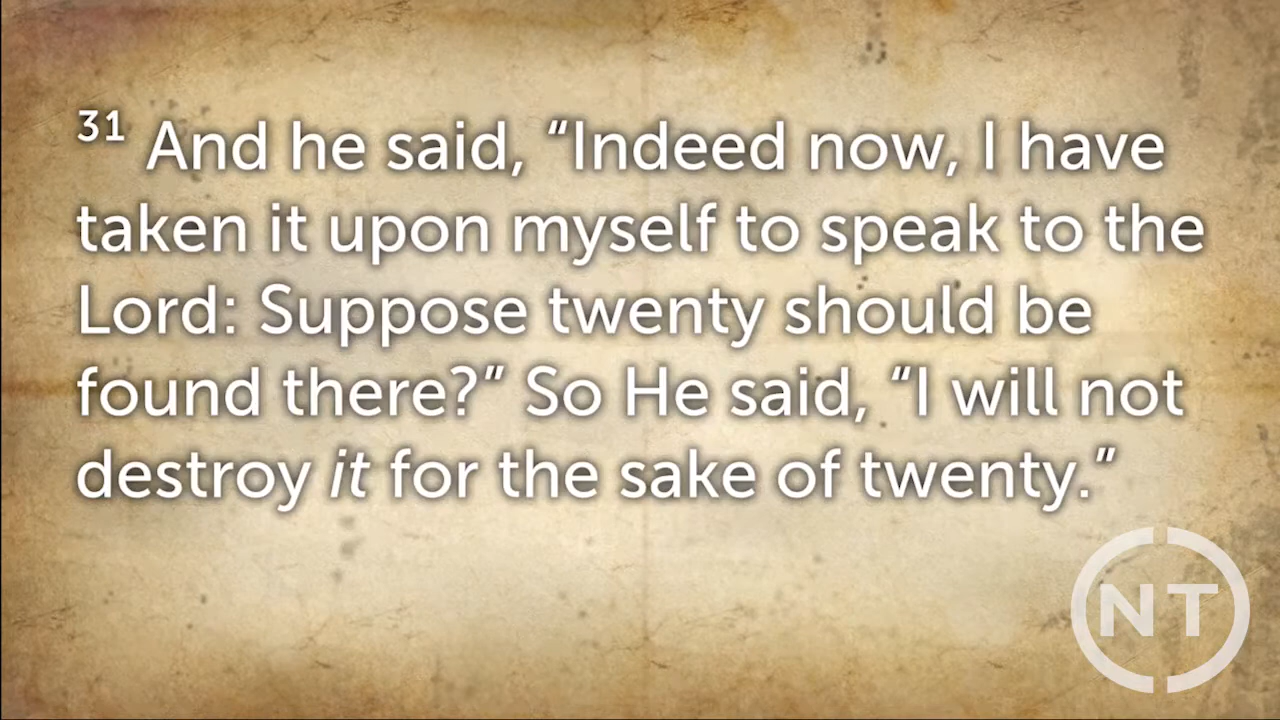 31 And he said, “Indeed now, I have
taken it upon myself to speak to the
Lord: Suppose twenty should be
found there?” So He said, “I will not
destroy it for the sake of twenty.”
NT